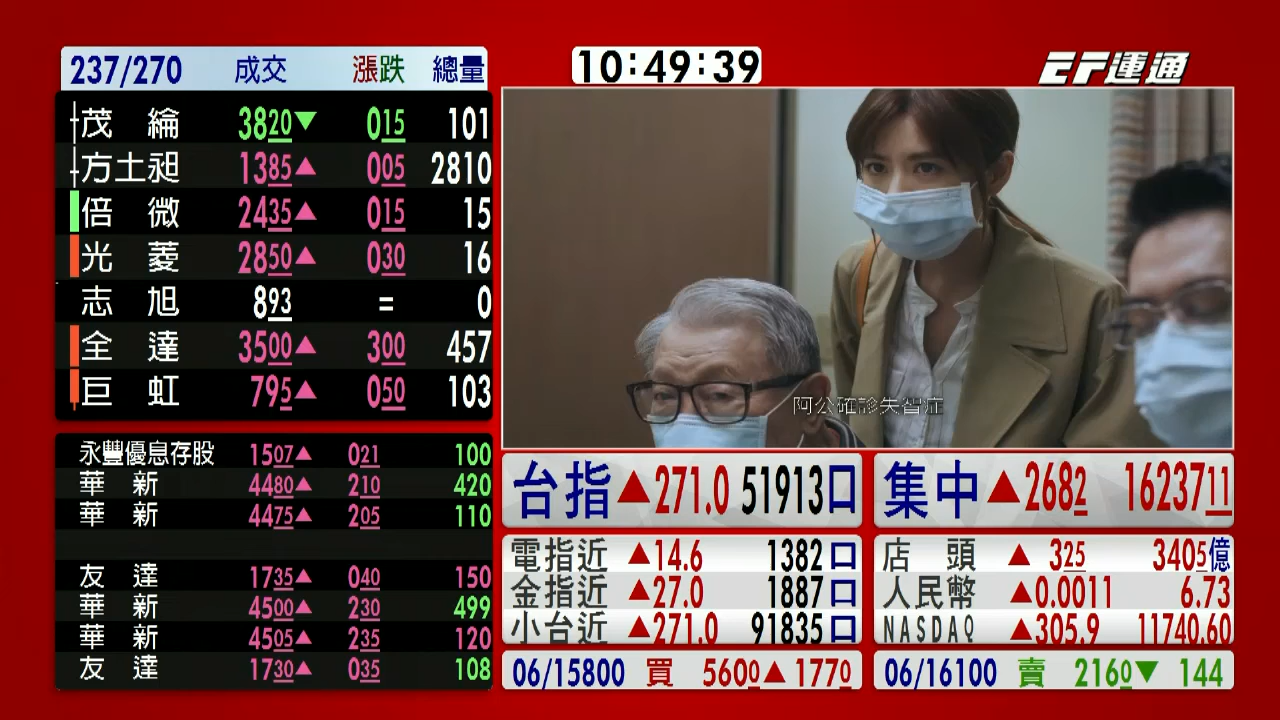 237/270 成交 漲跌 總量
茂綸 3820▼ 015 101
方土昶 1385▲ 005 2810
倍微 2435▲ 015 15
光菱 2850▲ 030 16
志旭 893 = 0
全達 3500▲ 300 457
巨虹 795▲ 050 103
永豐優息存股 1507▲ 021 100
華新 4480▲ 210 420
華新 4475▲ 205 110
友達 1735▲ 040 150
華新 4500▲ 230 499
華新 4505▲ 235 120
友達 1730▲ 035 108
10:49:39
EF運通
阿公確診失智症
台指▲271.0 51913口
電指近 ▲14.6 1382口
金指近 ▲27.0 1887口
小台近 ▲271.0 91835口
06/15800 買 5600▲1770
集中▲2682 1623711
店頭 ▲ 325 3405億
人民幣 ▲0.0011 6.73
NASDAQ ▲305.9 11740.60
06/16100 賣 2160▼ 144